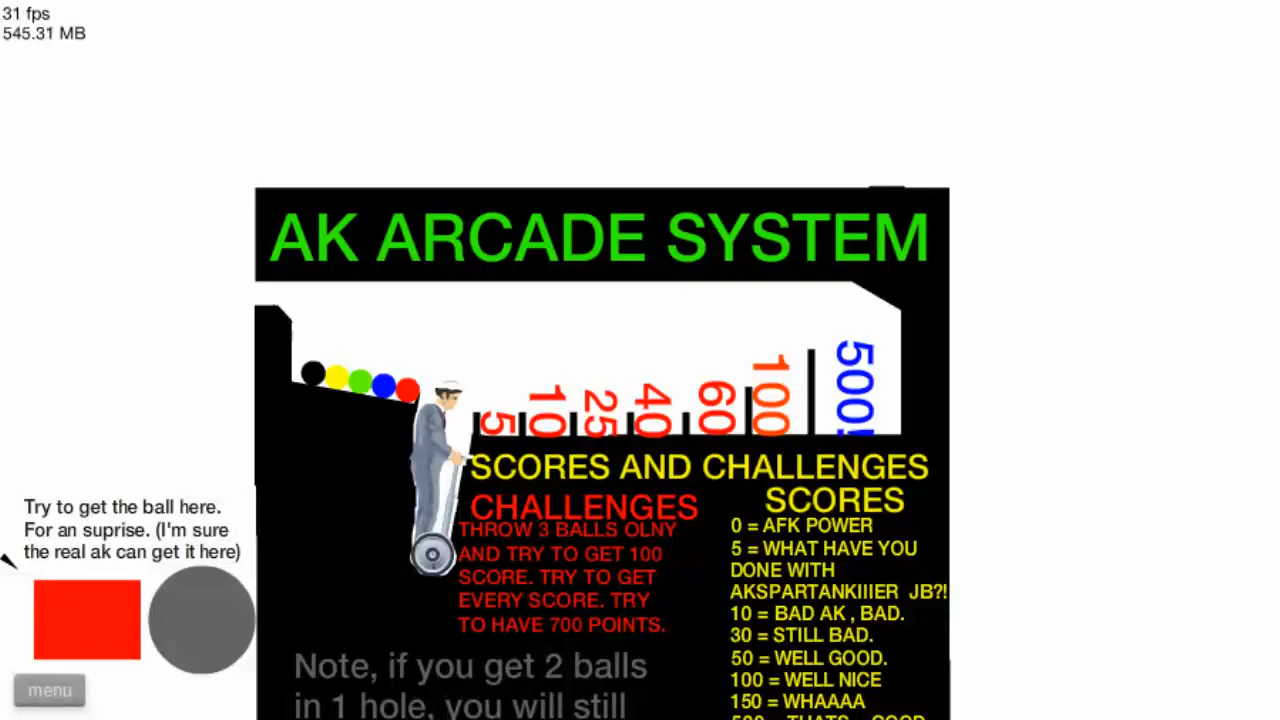 31 fps
545.31 MB
AK ARCADE SYSTEM
5
10
25
40
60
100
500!
SCORES AND CHALLENGES
CHALLENGES
THROW 3 BALLS OLNY
AND TRY TO GET 100
SCORE. TRY TO GET
EVERY SCORE. TRY
TO HAVE 700 POINTS.
SCORES
0 = AFK POWER
5 = WHAT HAVE YOU
DONE WITH
AKSPARTANKIIIER JB?!
10 = BAD AK , BAD.
30 = STILL BAD.
50 = WELL GOOD.
100 = WELL NICE
150 = WHAAAA
Try to get the ball here.
For an suprise. (I'm sure
the real ak can get it here)
Note, if you get 2 balls
in 1 hole, you will still
menu